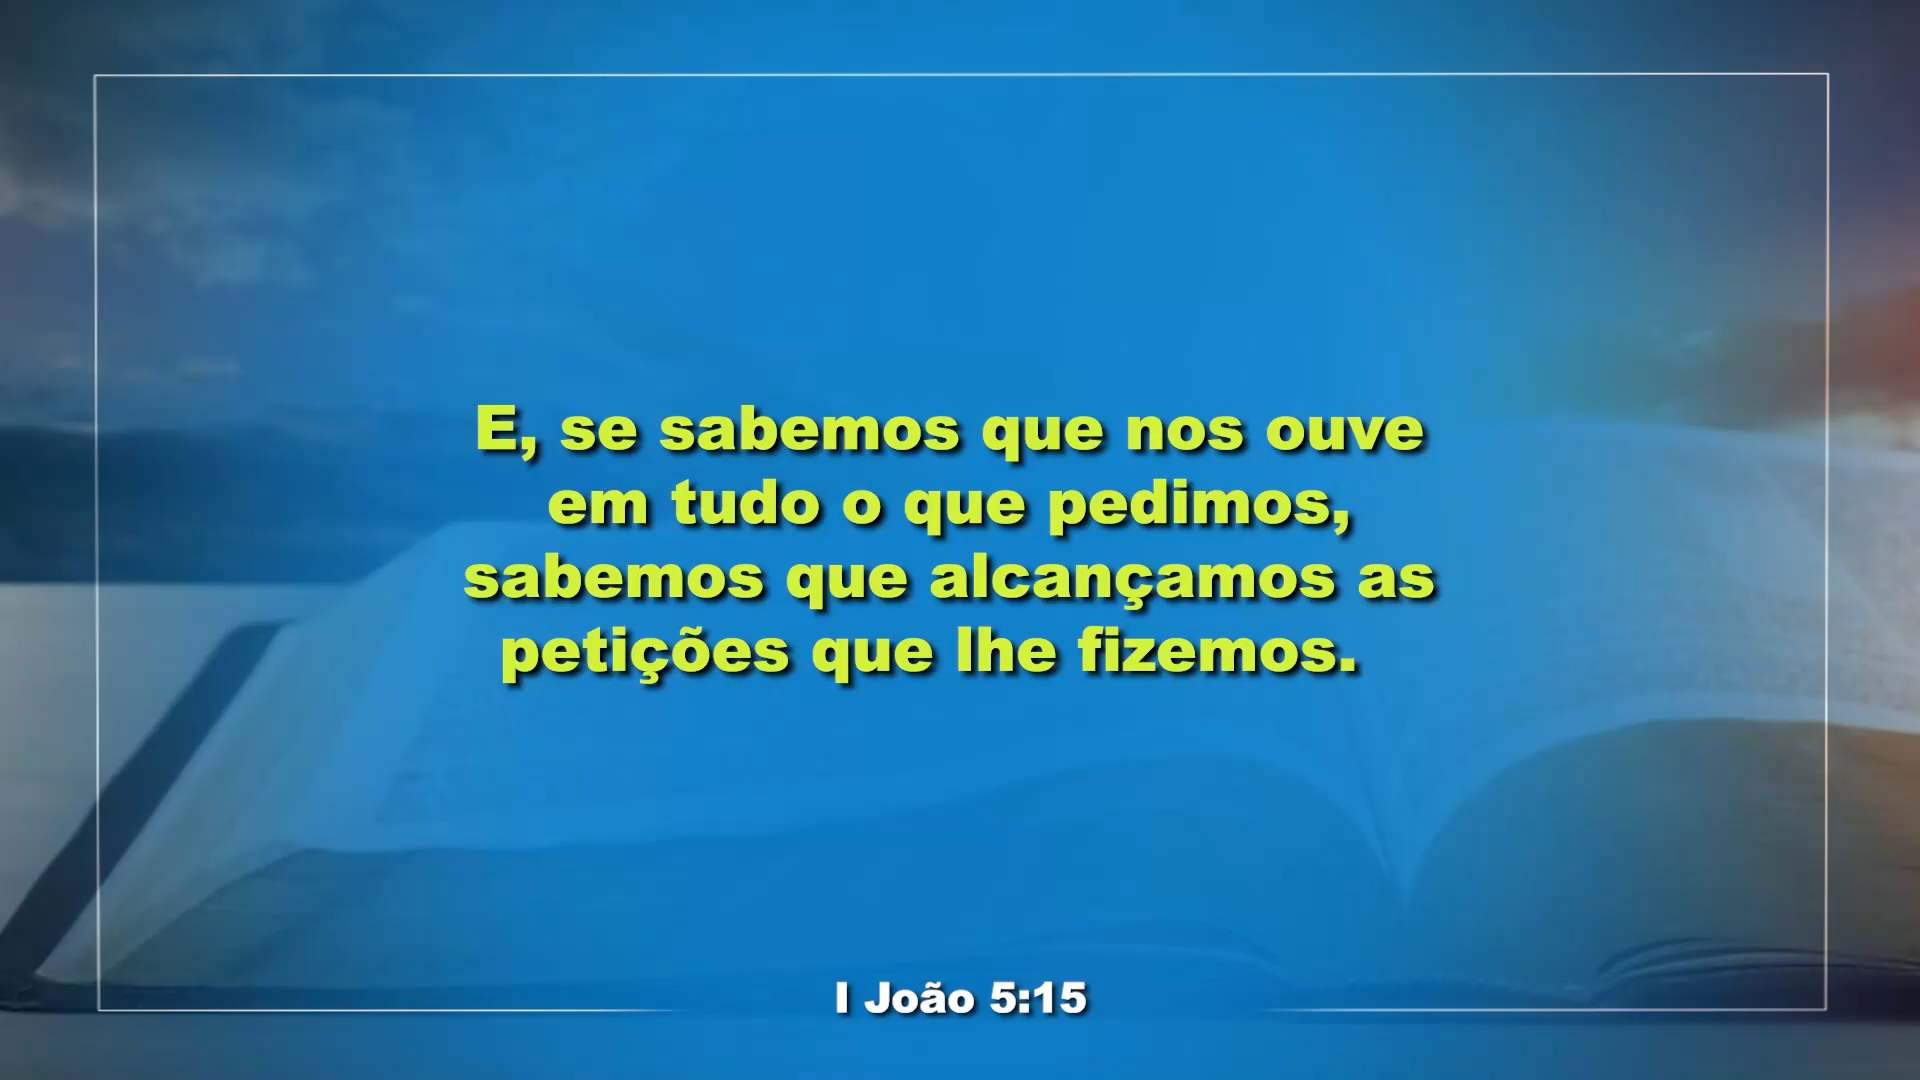 E, se sabemos que nos ouve
em tudo o que pedimos,
sabemos que alcançamos as
petições que lhe fizemos.
I João 5:15